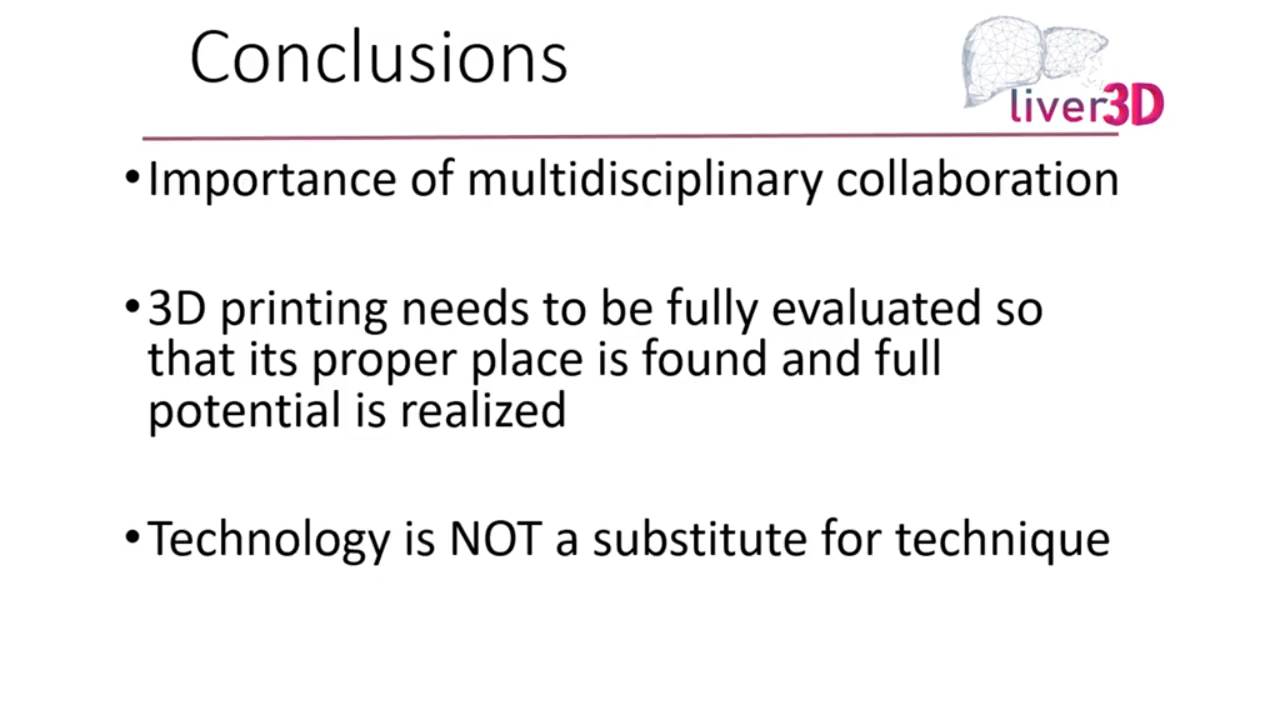 Conclusions
liver3D
•Importance of multidisciplinary collaboration
•3D printing needs to be fully evaluated so
that its proper place is found and full
potential is realized
•Technology is NOT a substitute for technique